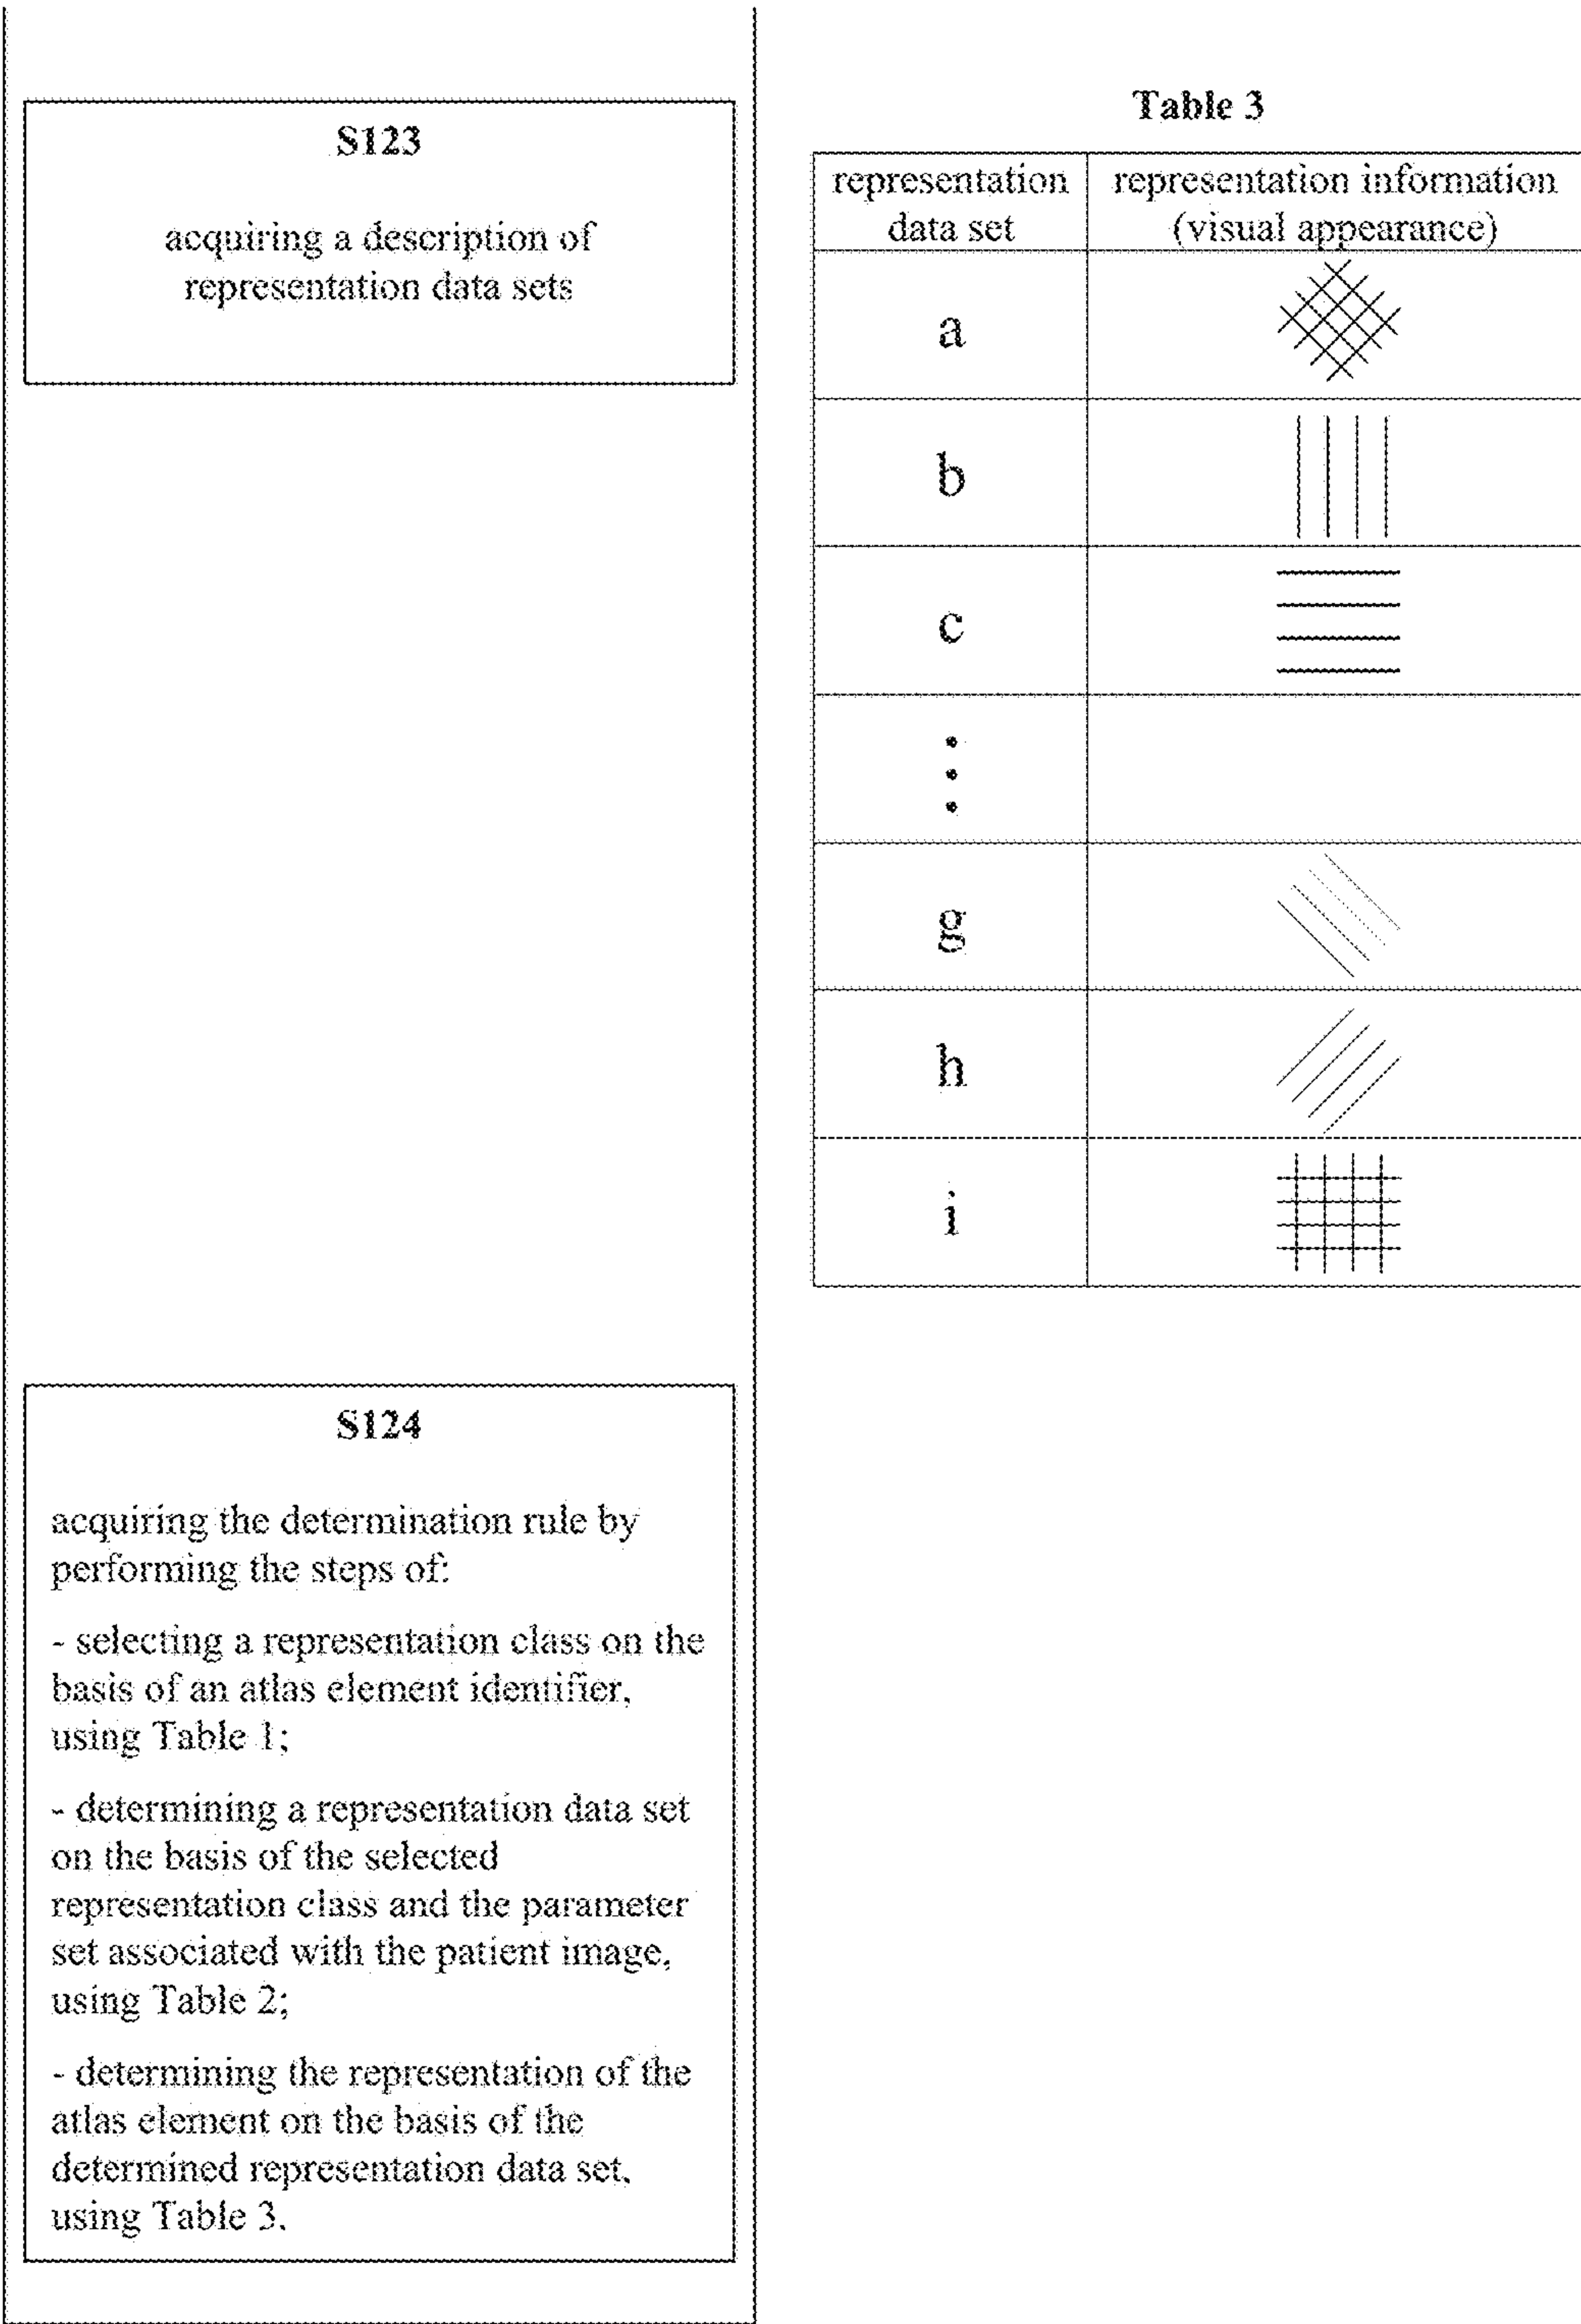 S123
acquiring a description of
representation data sets
Table 3
representation
data set
representation information
(visual appearance)
a
b
c
g
h
i
S124
acquiring the determination rule by
performing the steps of:
- selecting a representation class on the
basis of an atlas element identifier,
using Table 1;
- determining a representation data set
on the basis of the selected
representation class and the parameter
set associated with the patient image,
using Table 2;
- determining the representation of the
atlas element on the basis of the
determined representation data set,
using Table 3.